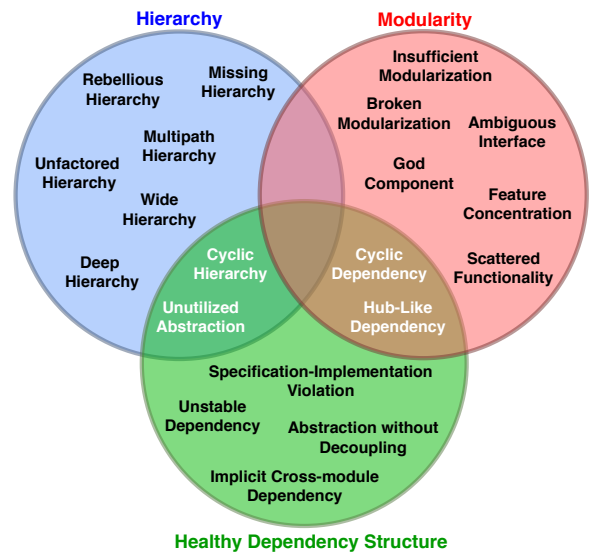 Hierarchy
Modularity
Rebellious
Hierarchy
Missing
Hierarchy
Multipath
Hierarchy
Unfactored
Hierarchy
Wide
Hierarchy
Deep
Hierarchy
Insufficient
Modularization
Broken
Modularization
Ambiguous
Interface
God
Component
Feature
Concentration
Scattered
Functionality
Cyclic
Hierarchy
Unutilized
Abstraction
Cyclic
Dependency
Hub-Like
Dependency
Specification-Implementation
Violation
Unstable
Dependency
Abstraction without
Decoupling
Implicit Cross-module
Dependency
Healthy Dependency Structure